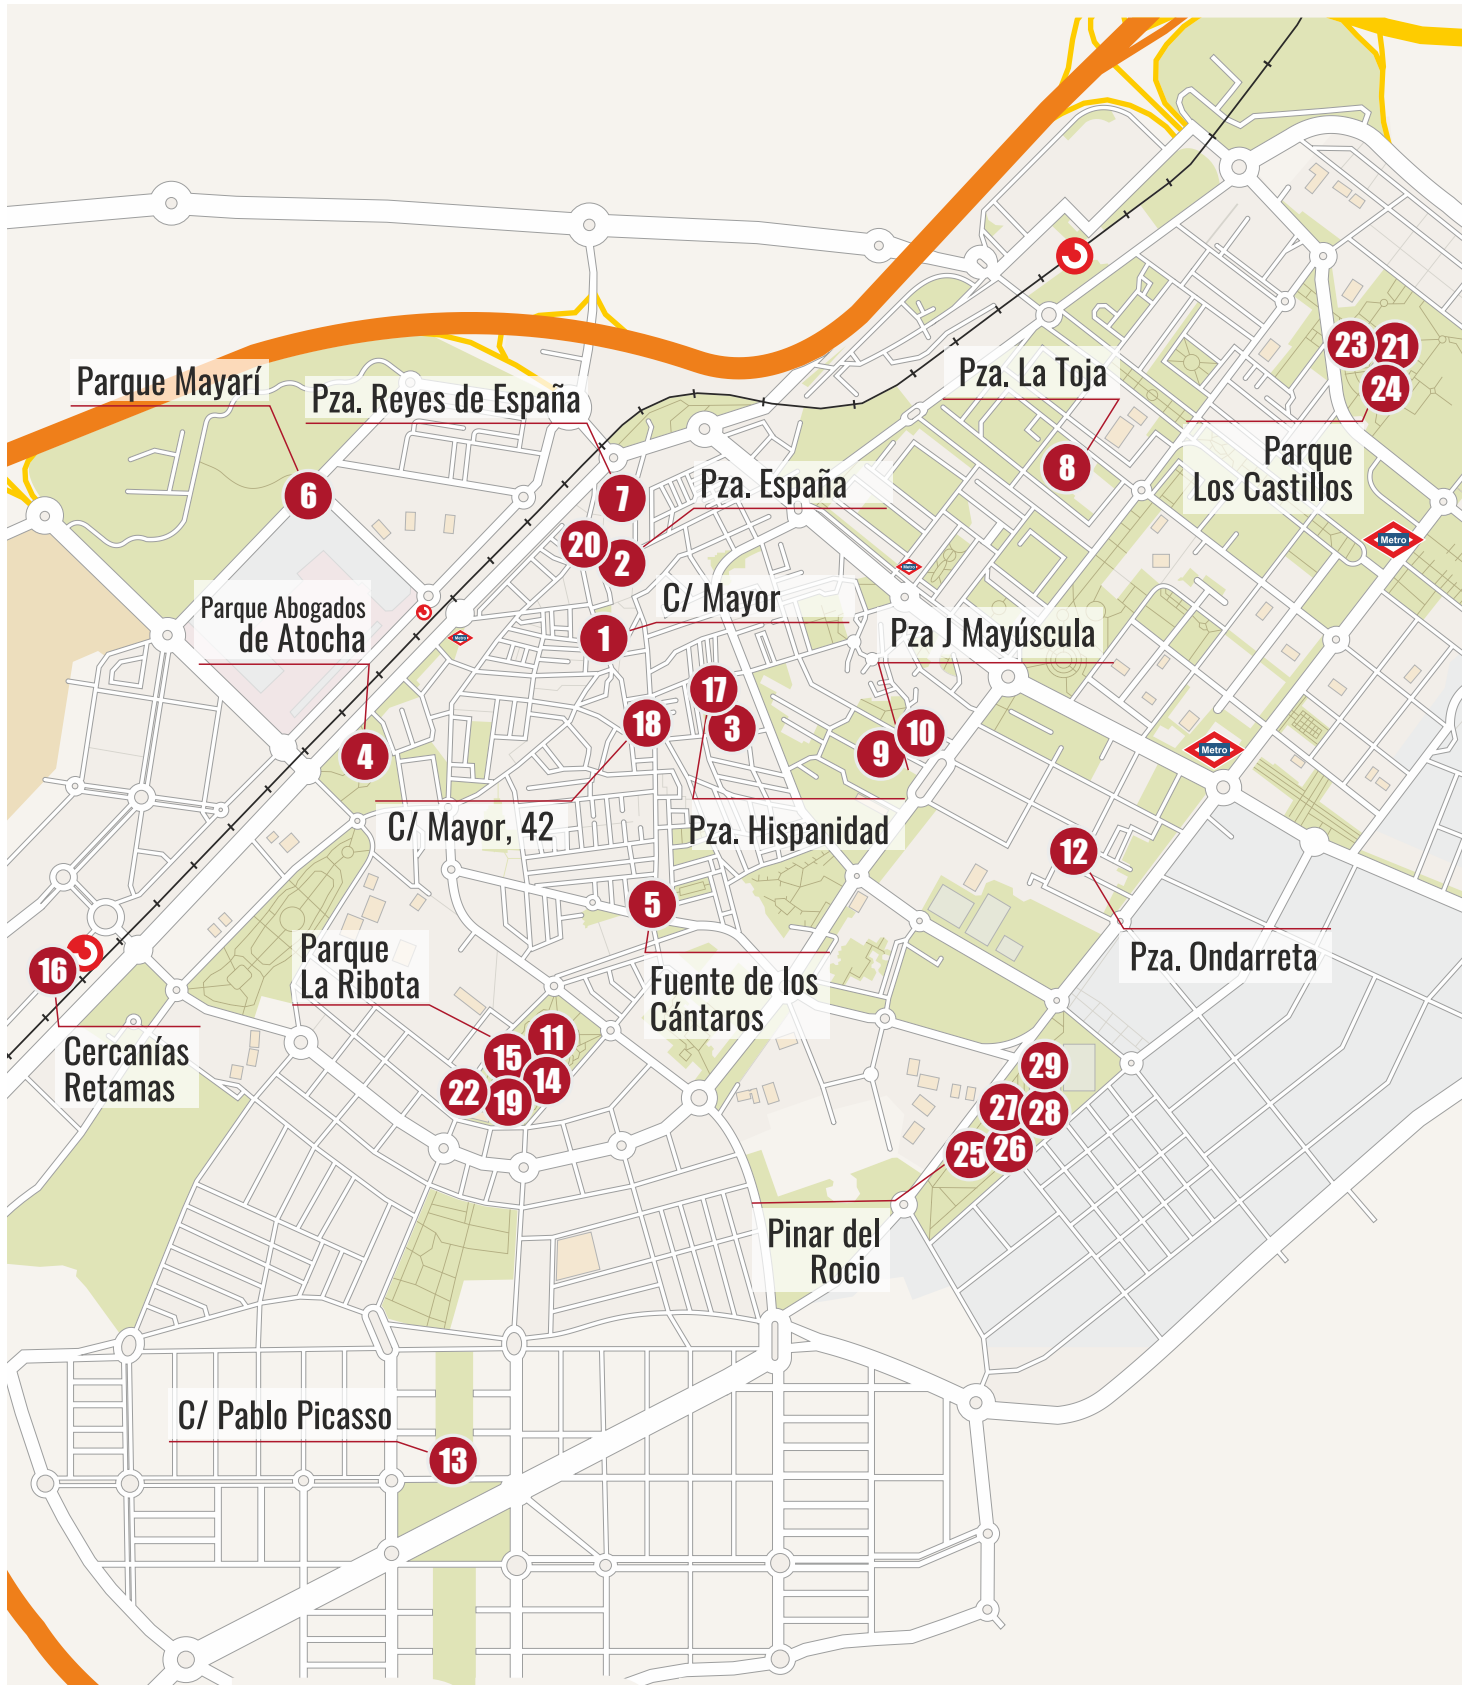 Parque Mayarí
Pza. Reyes de España
Pza. La Toja
23
21
24
Parque
Los Castillos
8
6
7
Pza. España
20
2
Metro
Metro
Parque Abogados
de Atocha
C/ Mayor
1
Metro
Pza J Mayúscula
17
18
3
10
9
4
Metro
C/ Mayor, 42
Pza. Hispanidad
12
5
16
Parque
La Ribota
Fuente de los
Cántaros
Pza. Ondarreta
Cercanías
Retamas
11
15
14
22
19
29
27
28
25
26
Pinar del
Rocio
C/ Pablo Picasso
13